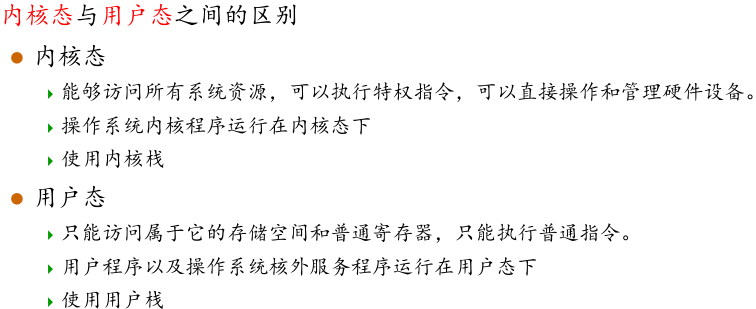 内核态与用户态之间的区别
内核态
能够访问所有系统资源，可以执行特权指令，可以直接操作和管理硬件设备。
操作系统内核程序运行在内核态下
使用内核栈
用户态
只能访问属于它的存储空间和普通寄存器，只能执行普通指令。
用户程序以及操作系统核外服务程序运行在用户态下
使用用户栈